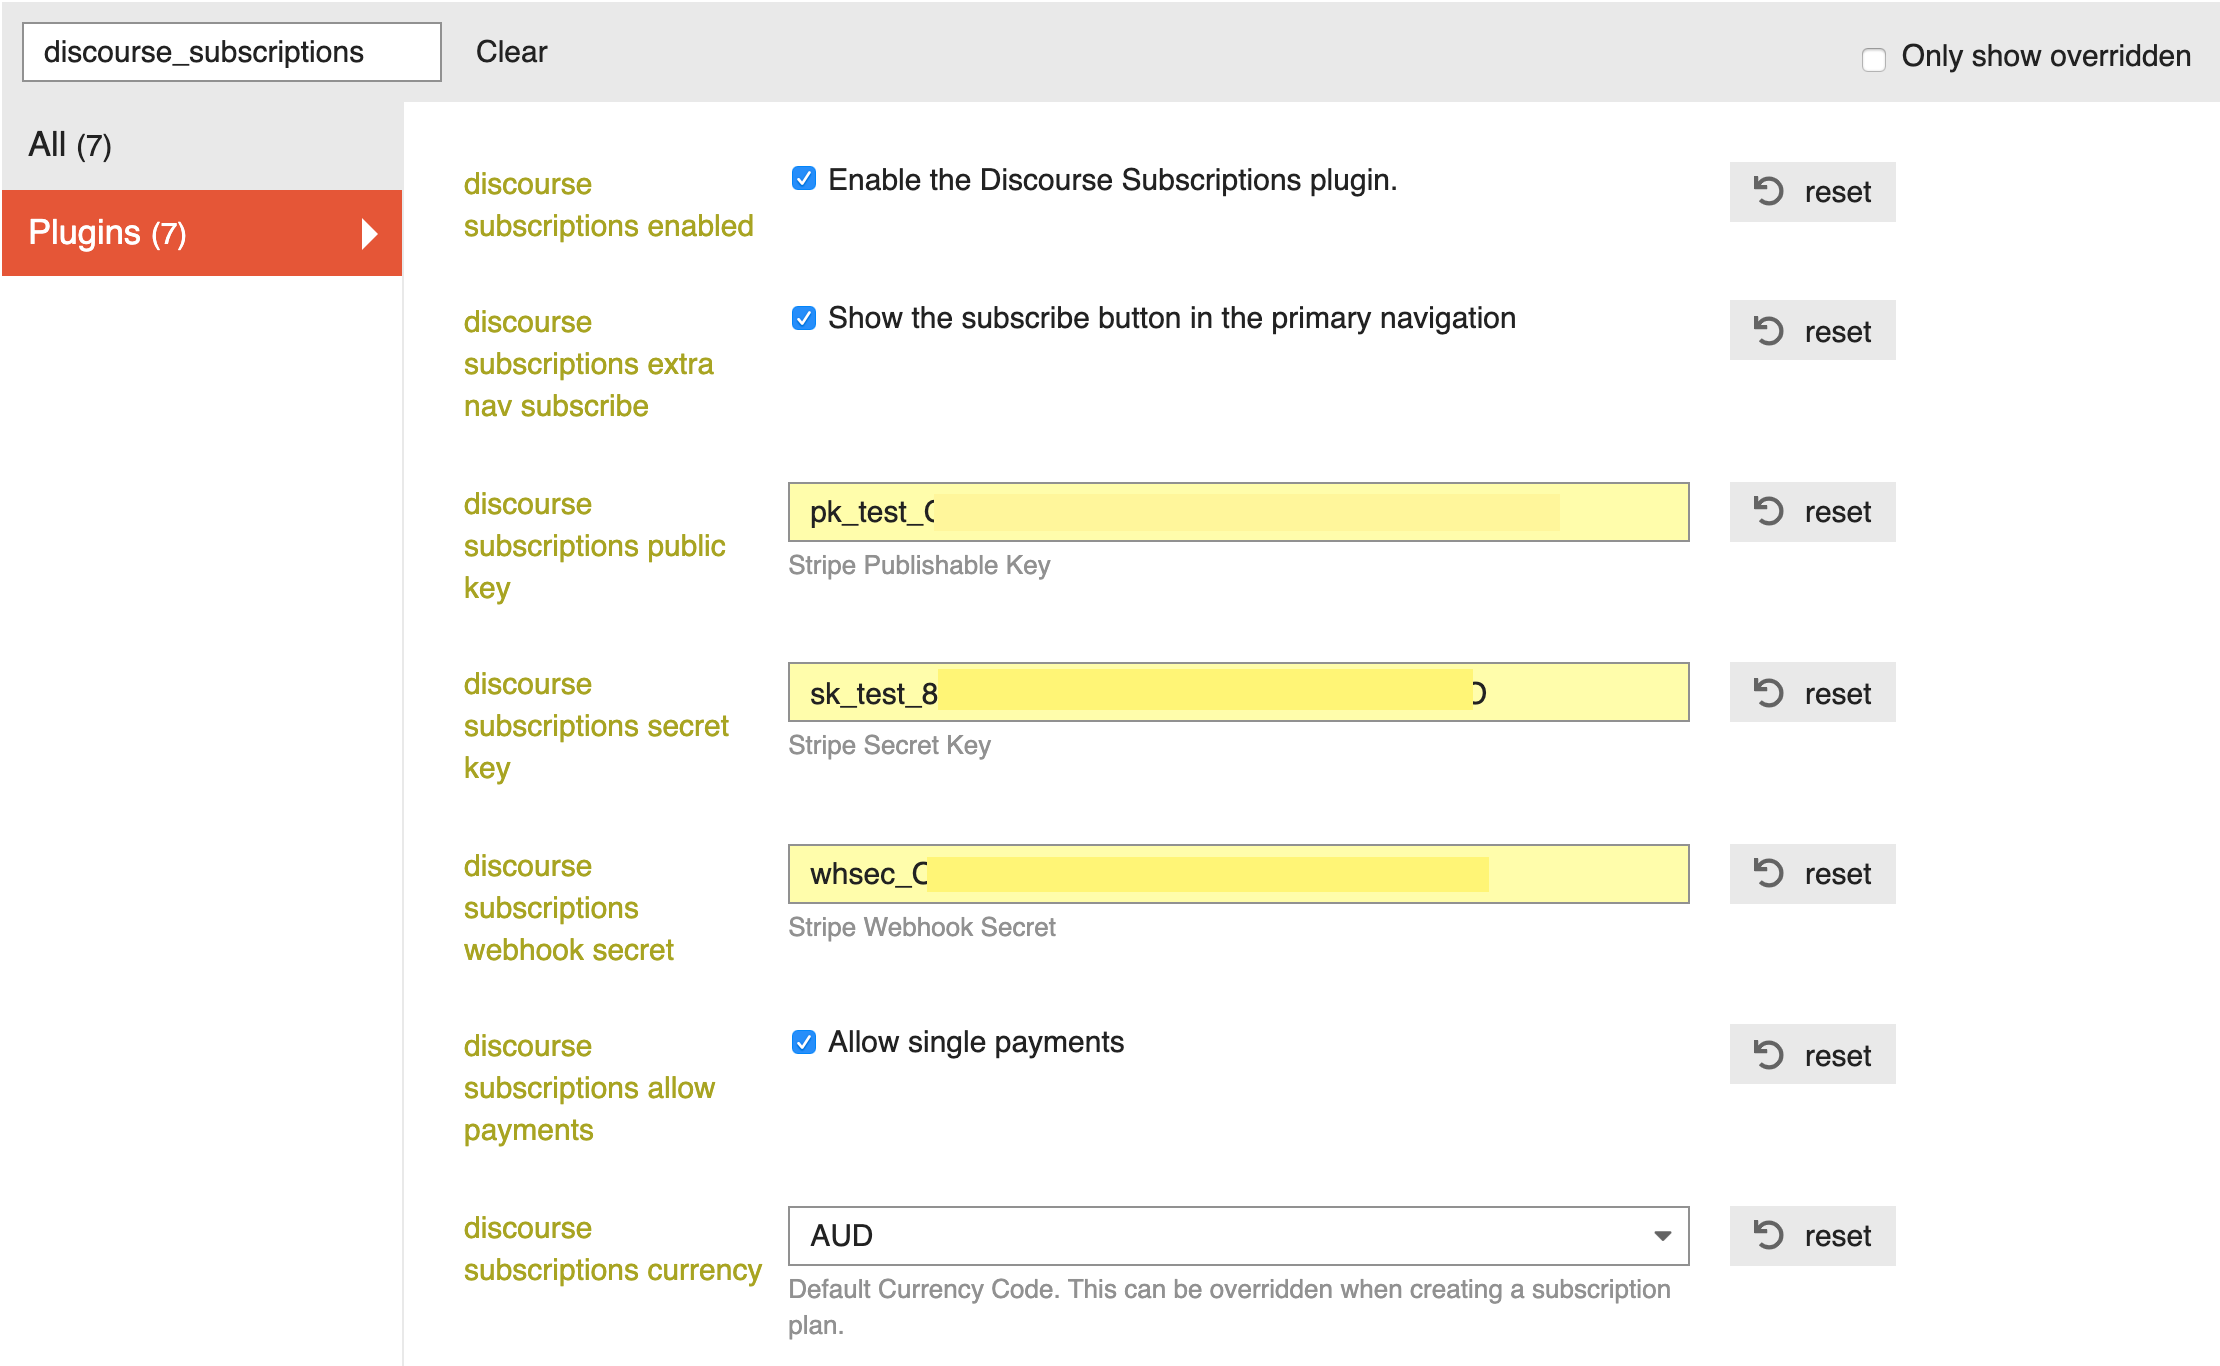 discourse_subscriptions
Clear
Only show overridden
All (7)
Plugins (7)
discourse
subscriptions enabled
Enable the Discourse Subscriptions plugin.
reset
discourse
subscriptions extra
nav subscribe
Show the subscribe button in the primary navigation
reset
discourse
subscriptions public
key
pk_test_
Stripe Publishable Key
reset
discourse
subscriptions secret
key
sk_test_8
Stripe Secret Key
reset
discourse
subscriptions
webhook secret
whsec_
Stripe Webhook Secret
reset
discourse
subscriptions allow
payments
Allow single payments
reset
discourse
subscriptions currency
AUD
reset
Default Currency Code. This can be overridden when creating a subscription
plan.